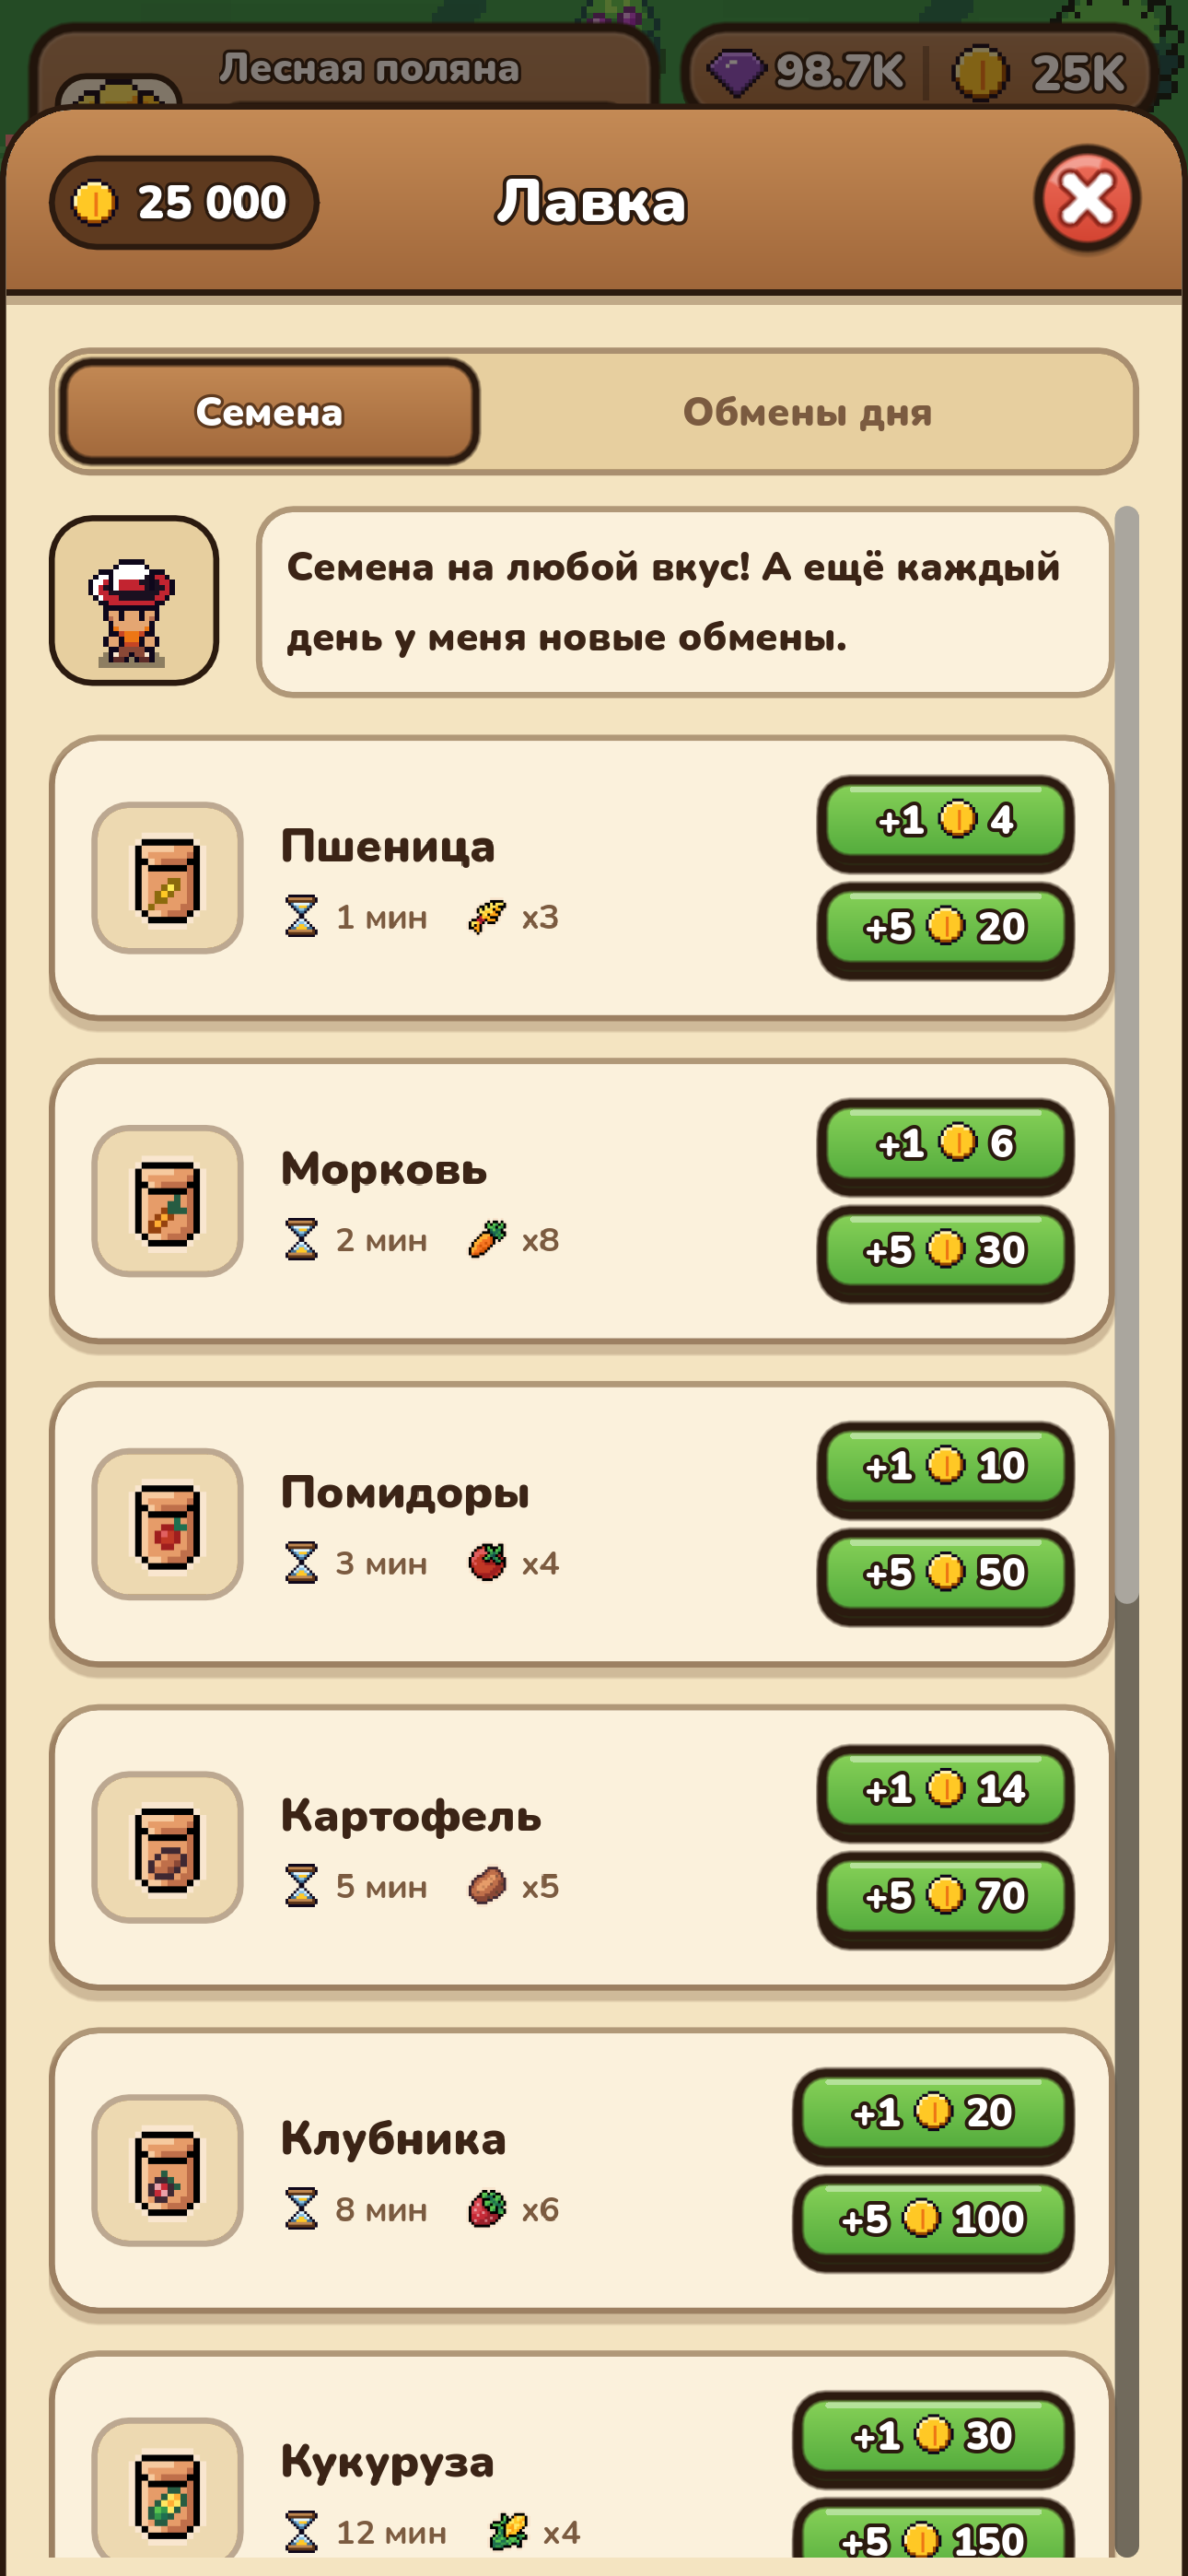 Лесная поляна
98.7K
25K
25 000
Лавка
Семена
Обмены дня
Семена на любой вкус! А ещё каждый
день у меня новые обмены.
Пшеница
1 мин x3
+1 4
+5 20
Морковь
2 мин x8
+1 6
+5 30
Помидоры
3 мин x4
+1 10
+5 50
Картофель
5 мин x5
+1 14
+5 70
Клубника
8 мин x6
+1 20
+5 100
Кукуруза
12 мин x4
+1 30
+5 150